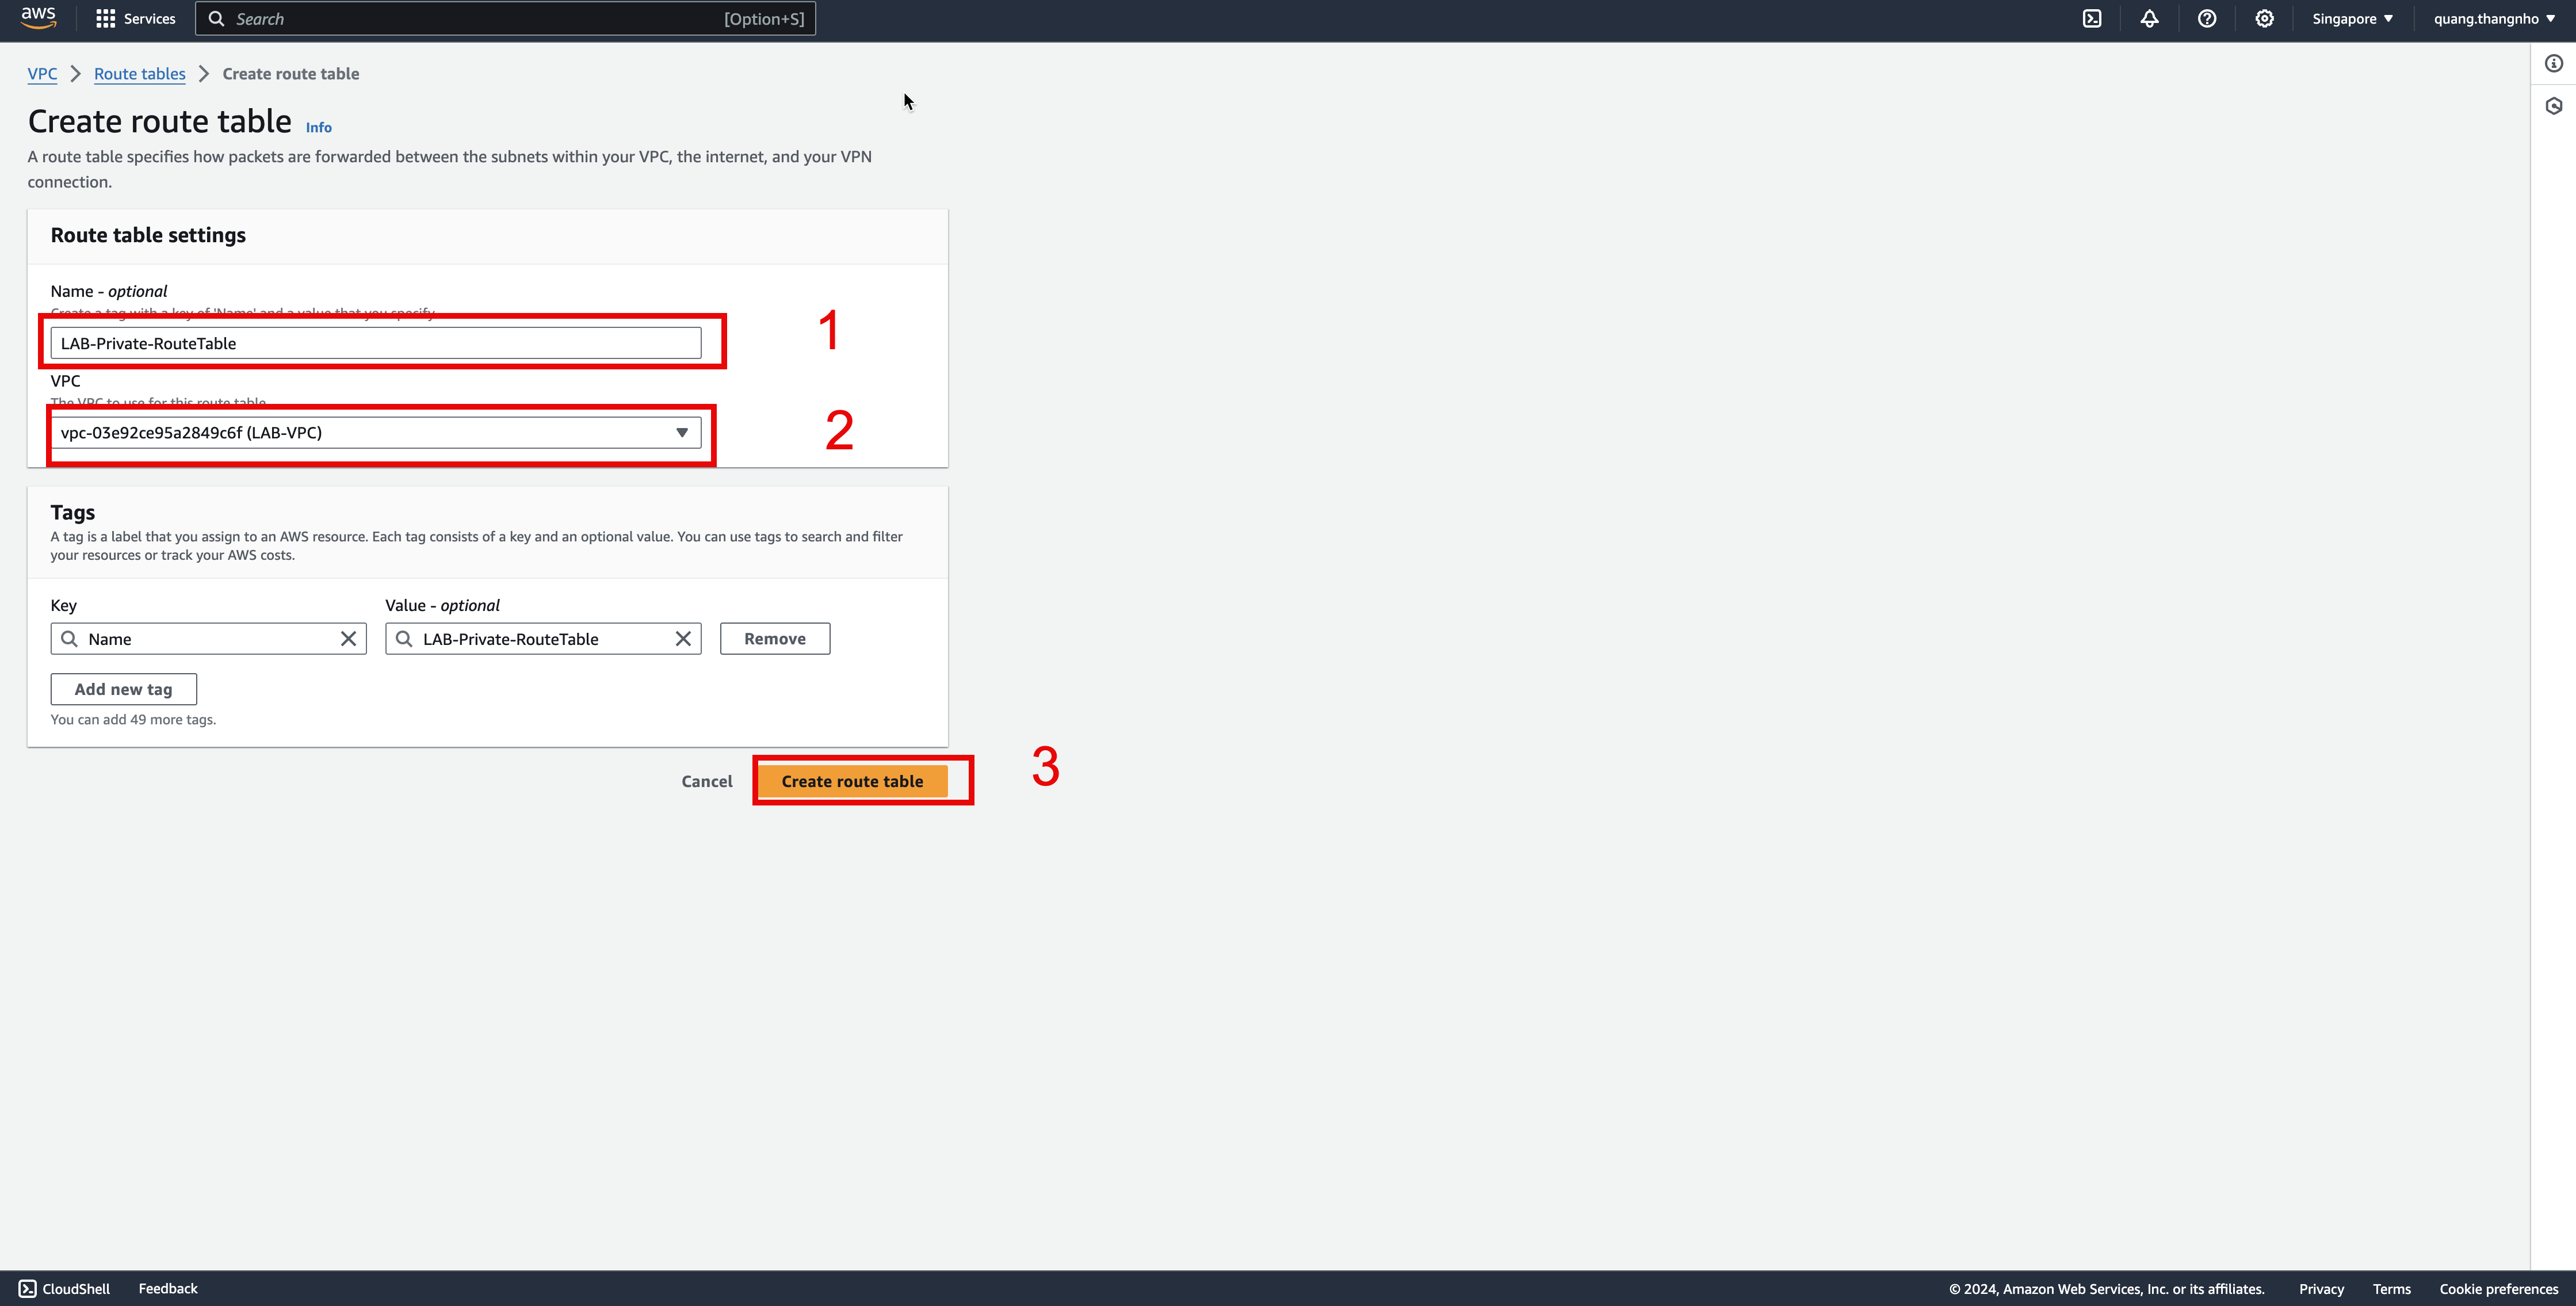 aws
Services
Search
[Option+S]
Singapore
quang.thangnho
VPC
Route tables
Create route table
Create route table
Info
A route table specifies how packets are forwarded between the subnets within your VPC, the internet, and your VPN
connection.
Route table settings
Name - optional
Create a tag with a key of 'Name' and a value that you specify.
LAB-Private-RouteTable
1
VPC
The VPC to use for this route table.
vpc-03e92ce95a2849c6f (LAB-VPC)
2
Tags
A tag is a label that you assign to an AWS resource. Each tag consists of a key and an optional value. You can use tags to search and filter
your resources or track your AWS costs.
Key
Value - optional
Name
LAB-Private-RouteTable
Remove
Add new tag
You can add 49 more tags.
Cancel
Create route table
3
CloudShell
Feedback
© 2024, Amazon Web Services, Inc. or its affiliates.
Privacy
Terms
Cookie preferences